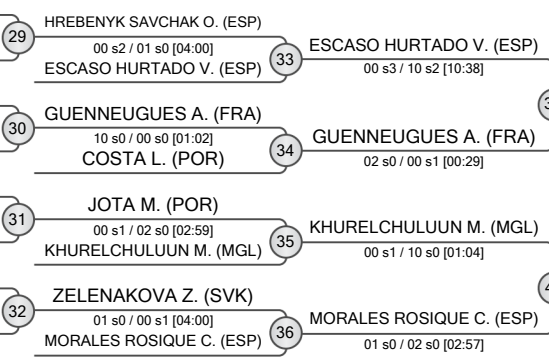 29
HREBENYK SAVCHAK O. (ESP)
00 s2 / 01 s0 [04:00]
ESCASO HURTADO V. (ESP)
33
ESCASO HURTADO V. (ESP)
00 s3 / 10 s2 [10:38]
30
GUENNEUGUES A. (FRA)
10 s0 / 00 s0 [01:02]
COSTA L. (POR)
34
GUENNEUGUES A. (FRA)
02 s0 / 00 s1 [00:29]
31
JOTA M. (POR)
00 s1 / 02 s0 [02:59]
KHURELCHULUUN M. (MGL)
35
KHURELCHULUUN M. (MGL)
00 s1 / 10 s0 [01:04]
32
ZELENAKOVA Z. (SVK)
01 s0 / 00 s1 [04:00]
MORALES ROSIQUE C. (ESP)
36
MORALES ROSIQUE C. (ESP)
01 s0 / 02 s0 [02:57]